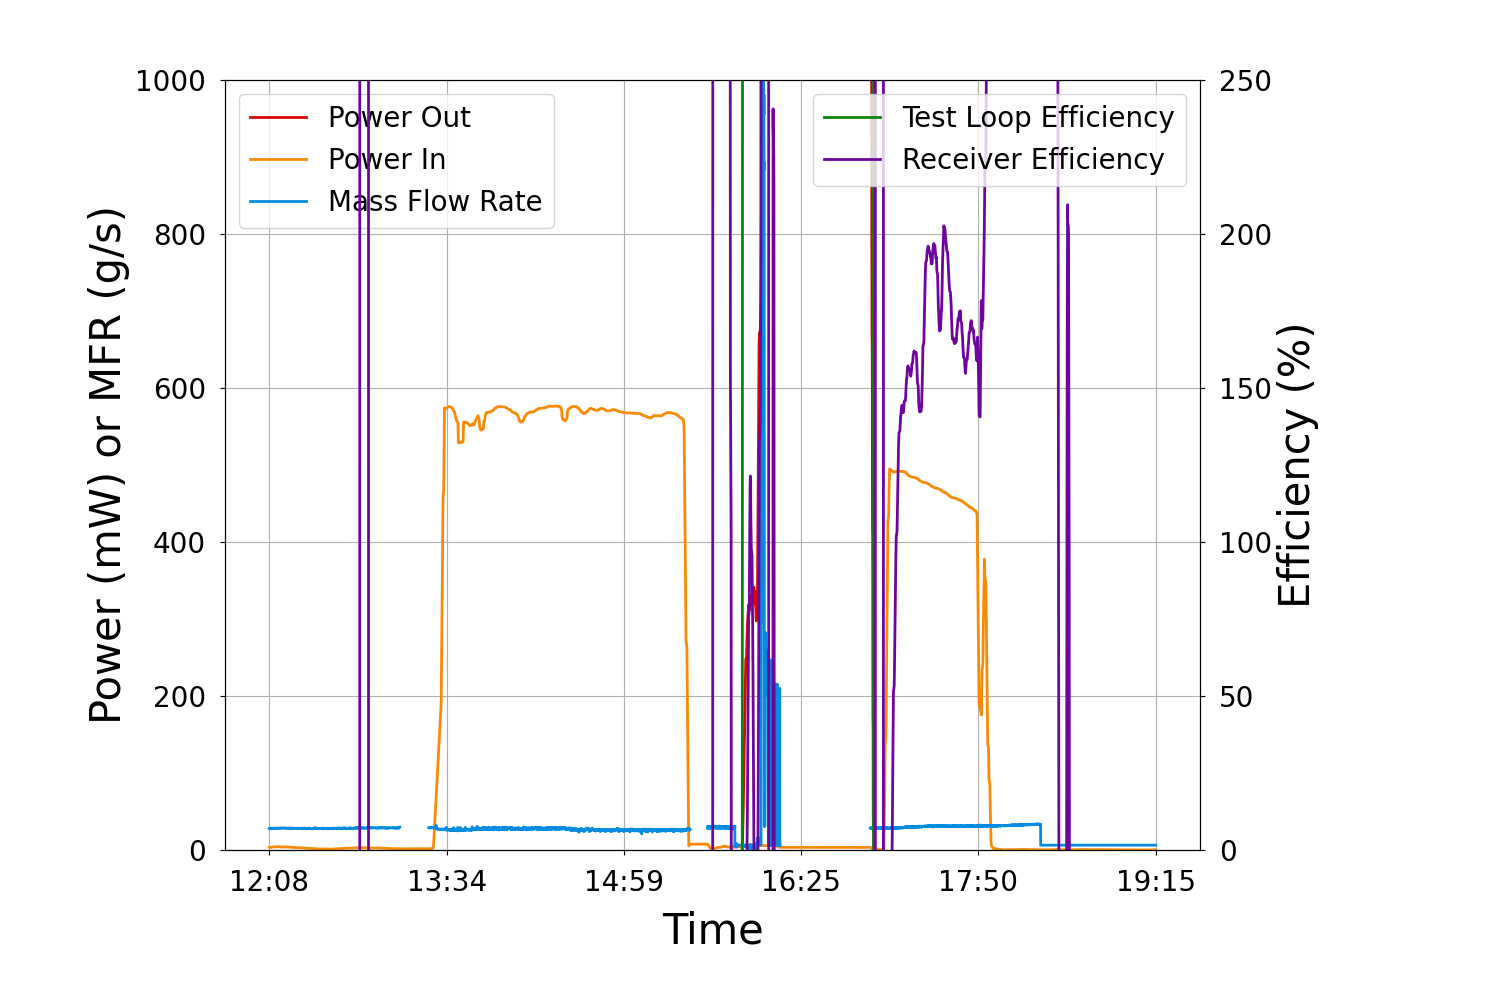 1000
800
600
400
200
0
Power (mW) or MFR (g/s)
Power Out
Power In
Mass Flow Rate
Test Loop Efficiency
Receiver Efficiency
250
200
150
100
50
0
Efficiency (%)
12:08 13:34 14:59 16:25 17:50 19:15
Time